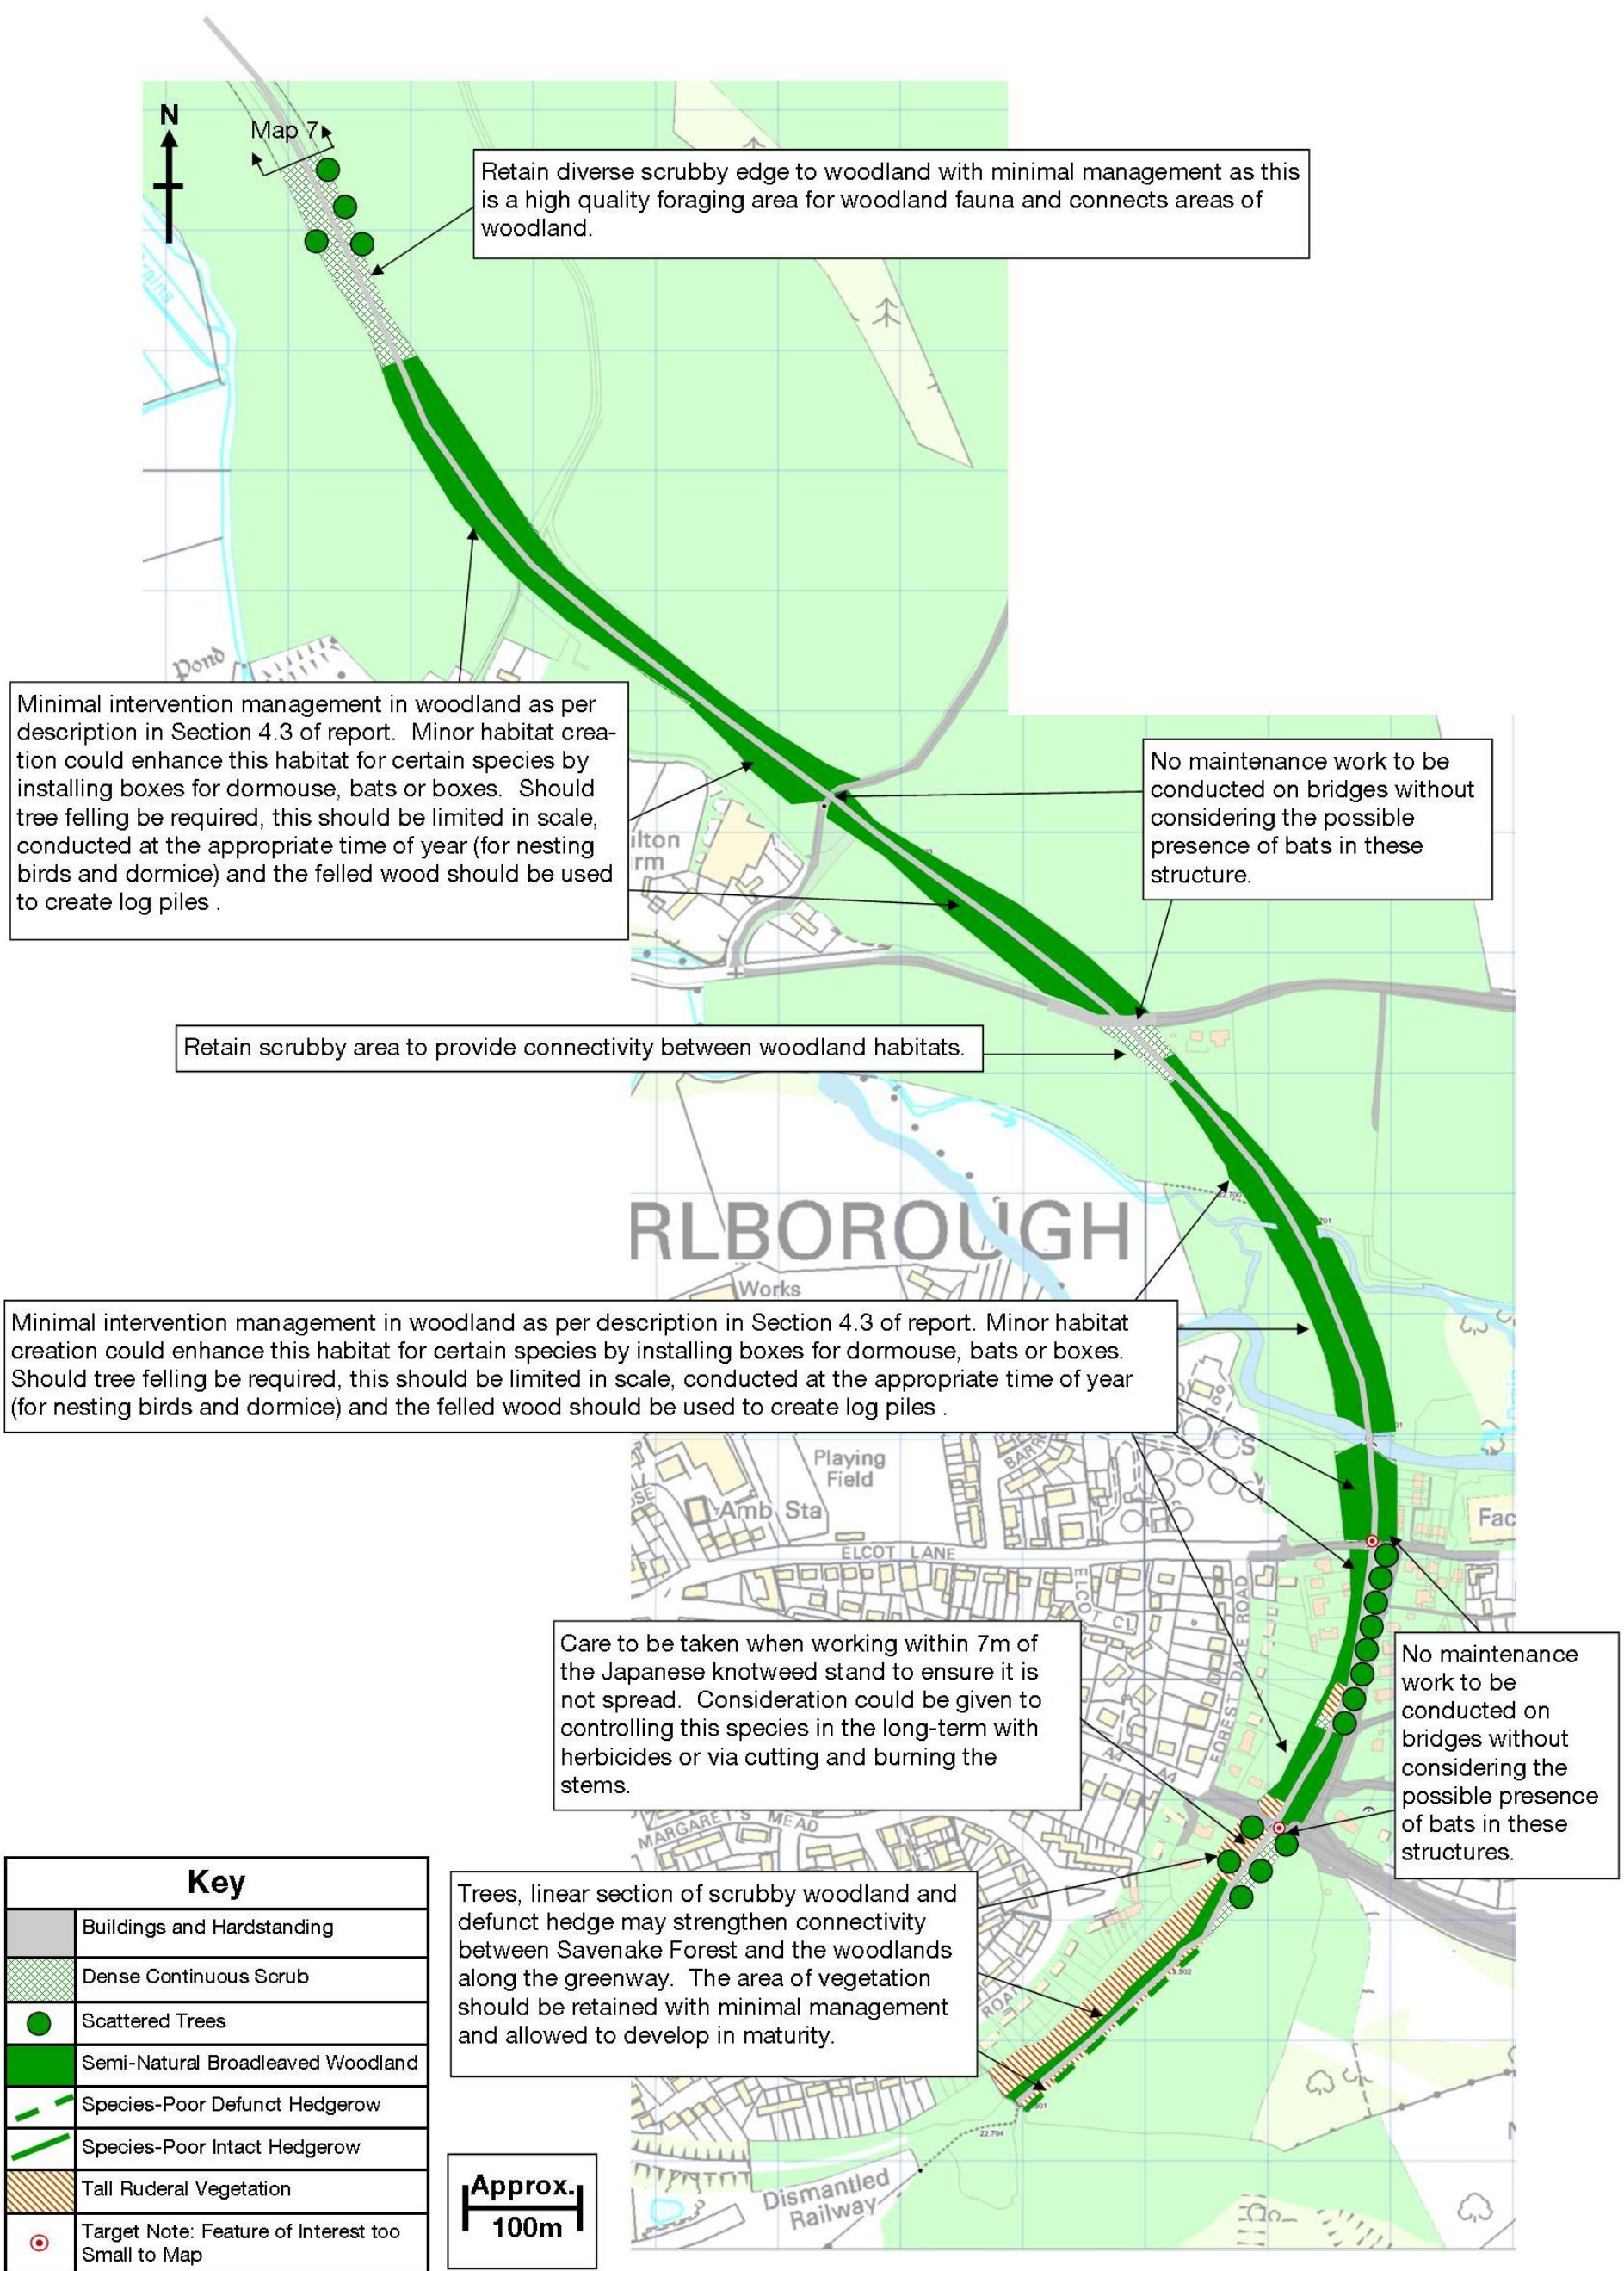 N
Map 7
Retain diverse scrubby edge to woodland with minimal management as this
is a high quality foraging area for woodland fauna and connects areas of
woodland.
Pond
Minimal intervention management in woodland as per
description in Section 4.3 of report. Minor habitat crea-
tion could enhance this habitat for certain species by
installing boxes for dormouse, bats or boxes. Should
tree felling be required, this should be limited in scale,
conducted at the appropriate time of year (for nesting
birds and dormice) and the felled wood should be used
to create log piles .
No maintenance work to be
conducted on bridges without
considering the possible
presence of bats in these
structure.
ilton
rm
Retain scrubby area to provide connectivity between woodland habitats.
22.700
701
RLBOROUGH
Works
Minimal intervention management in woodland as per description in Section 4.3 of report. Minor habitat
creation could enhance this habitat for certain species by installing boxes for dormouse, bats or boxes.
Should tree felling be required, this should be limited in scale, conducted at the appropriate time of year
(for nesting birds and dormice) and the felled wood should be used to create log piles .
Playing
Field
Amb Sta
Fac
ELCOT LANE
ELCOT CL
FOREST DALE ROAD
Care to be taken when working within 7m of
the Japanese knotweed stand to ensure it is
not spread. Consideration could be given to
controlling this species in the long-term with
herbicides or via cutting and burning the
stems.
No maintenance
work to be
conducted on
bridges without
considering the
possible presence
of bats in these
structures.
A4
A4
MARGARET'S MEAD
Trees, linear section of scrubby woodland and
defunct hedge may strengthen connectivity
between Savenake Forest and the woodlands
along the greenway. The area of vegetation
should be retained with minimal management
and allowed to develop in maturity.
ROAD
22.704
Dismantled
Railway
Key
Buildings and Hardstanding
Dense Continuous Scrub
Scattered Trees
Semi-Natural Broadleaved Woodland
Species-Poor Defunct Hedgerow
Species-Poor Intact Hedgerow
Tall Ruderal Vegetation
Target Note: Feature of Interest too
Small to Map
Approx.
100m